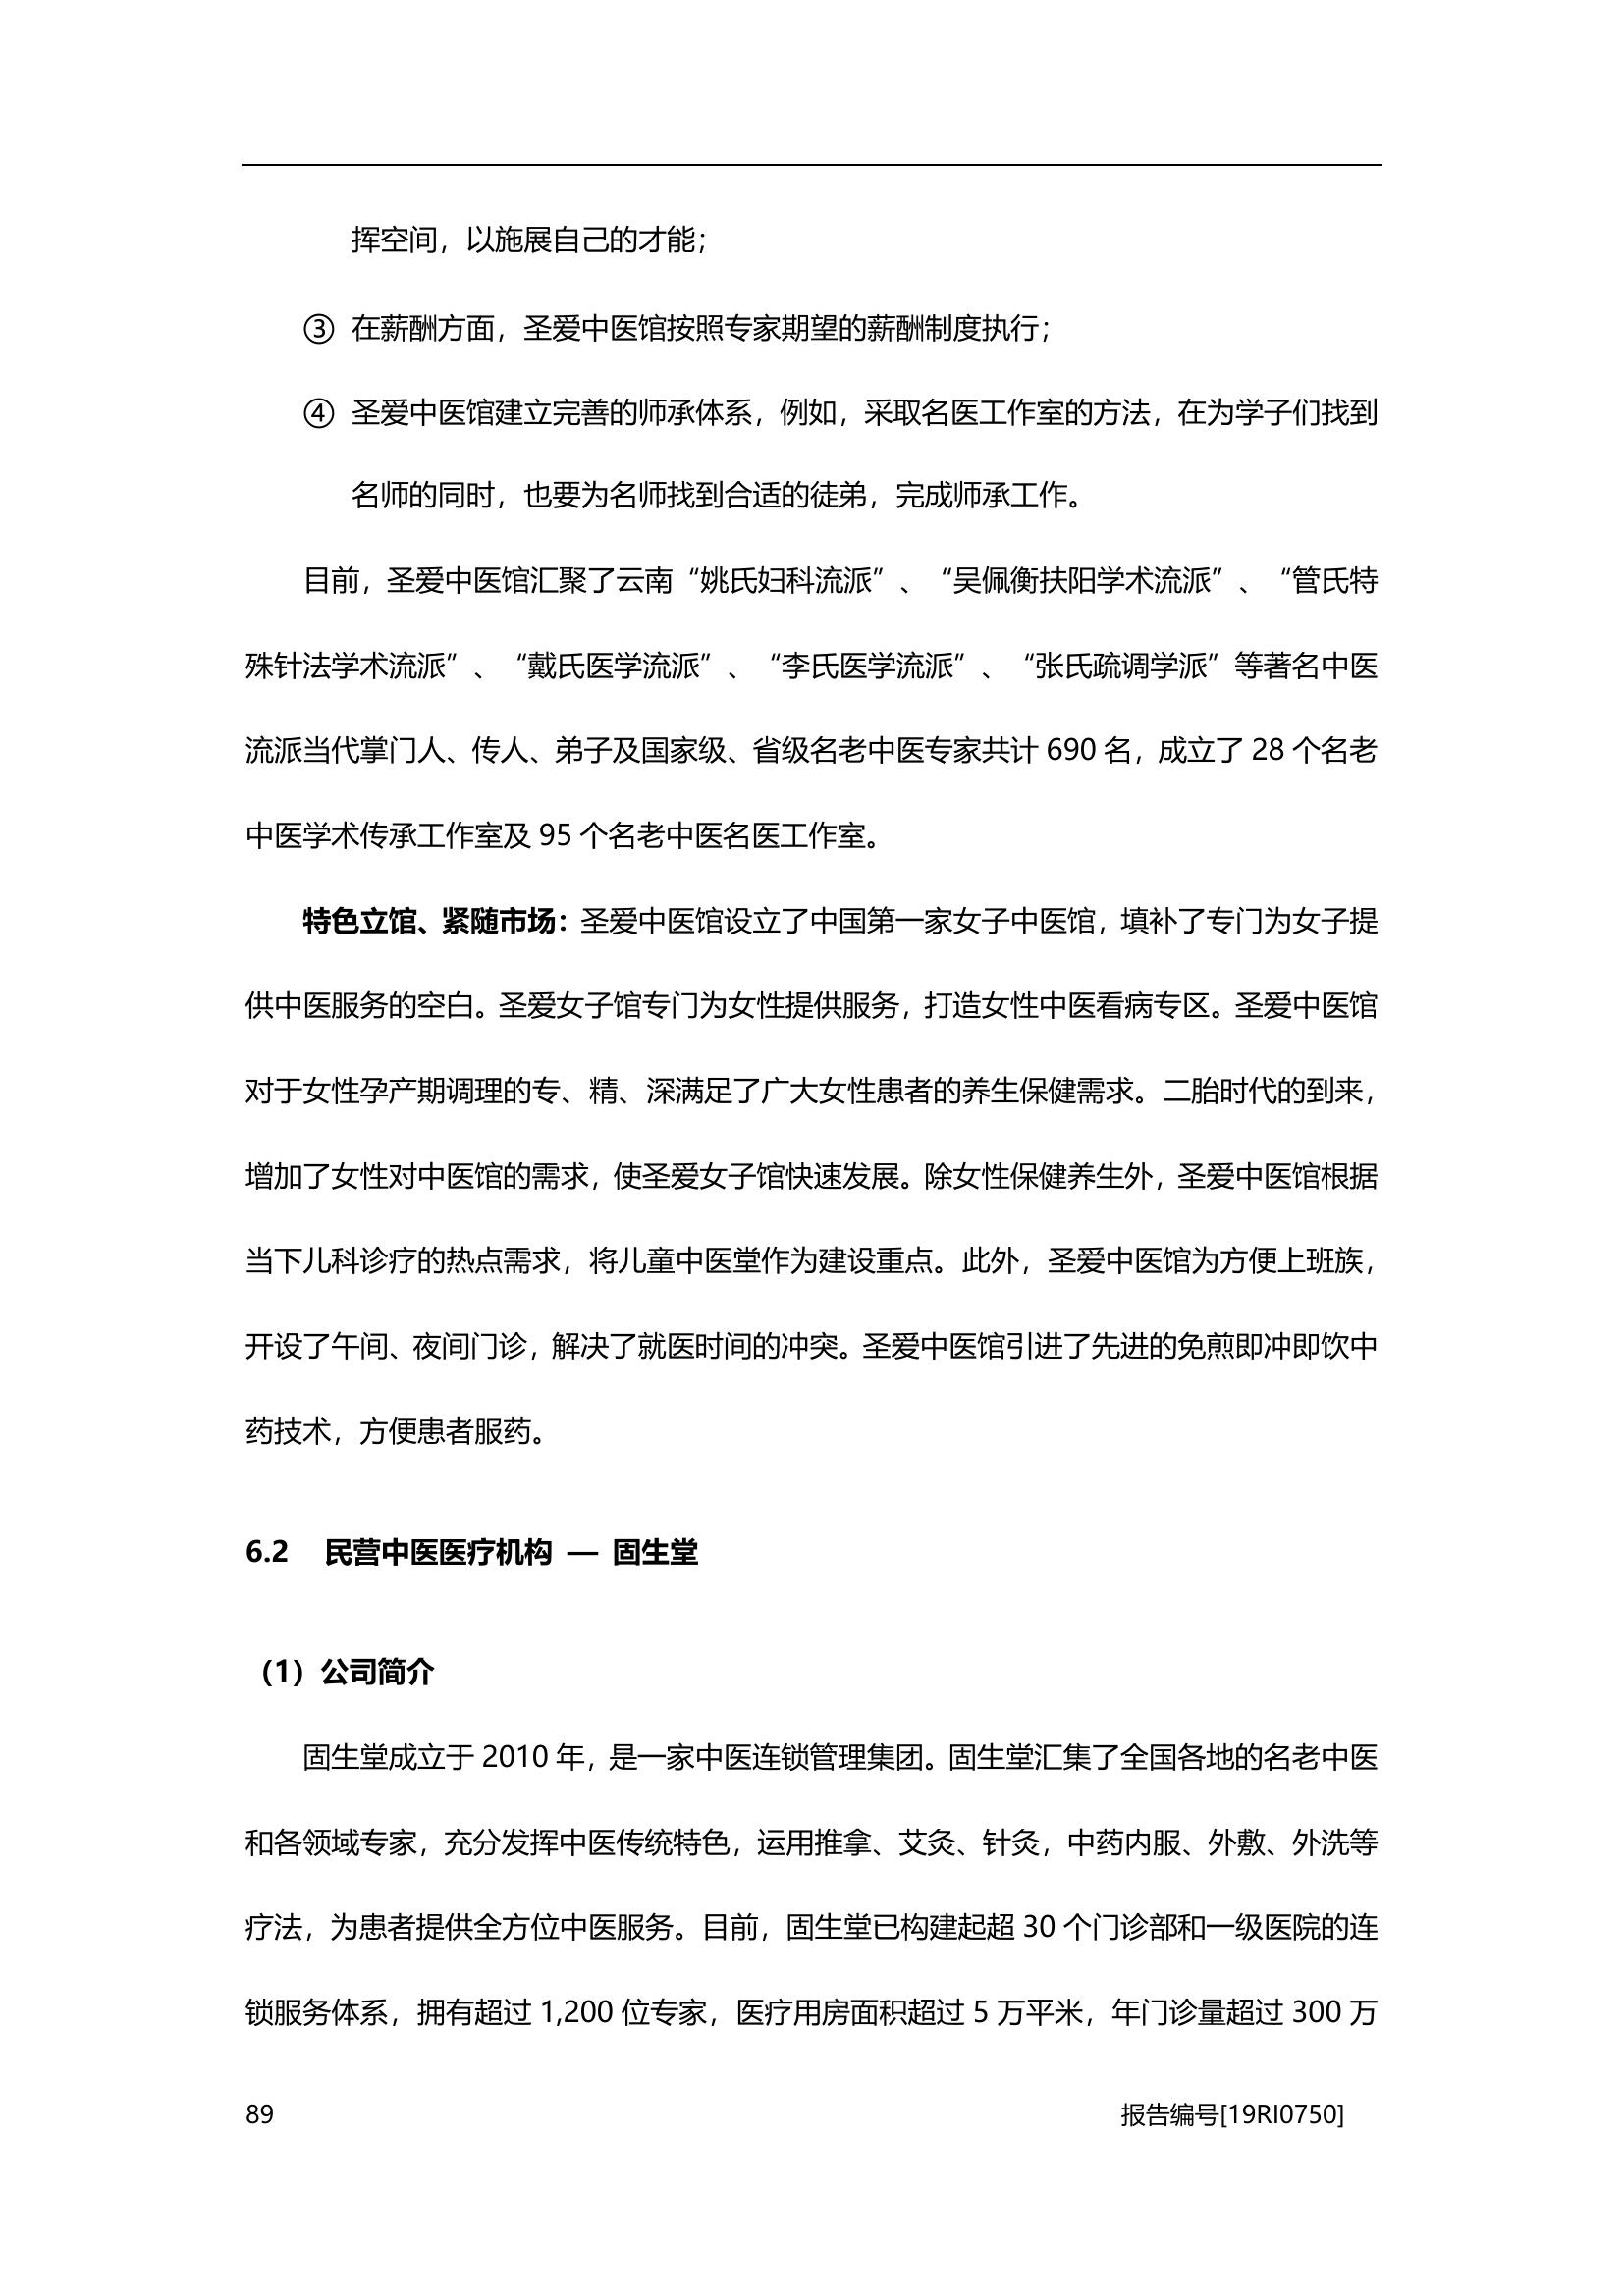 挥空间，以施展自己的才能；
③ 在薪酬方面，圣爱中医馆按照专家期望的薪酬制度执行；
④ 圣爱中医馆建立完善的师承体系，例如，采取名医工作室的方法，在为学子们找到
名师的同时，也要为名师找到合适的徒弟，完成师承工作。
目前，圣爱中医馆汇聚了云南“姚氏妇科流派”、“吴佩衡扶阳学术流派”、“管氏特
殊针法学术流派”、“戴氏医学流派”、“李氏医学流派”、“张氏疏调学派”等著名中医
流派当代掌门人、传人、弟子及国家级、省级名老中医专家共计 690 名，成立了 28 个名老
中医学术传承工作室及 95 个名老中医名医工作室。
特色立馆、紧随市场：圣爱中医馆设立了中国第一家女子中医馆，填补了专门为女子提
供中医服务的空白。圣爱女子馆专门为女性提供服务，打造女性中医看病专区。圣爱中医馆
对于女性孕产期调理的专、精、深满足了广大女性患者的养生保健需求。二胎时代的到来，
增加了女性对中医馆的需求，使圣爱女子馆快速发展。除女性保健养生外，圣爱中医馆根据
当下儿科诊疗的热点需求，将儿童中医堂作为建设重点。此外，圣爱中医馆为方便上班族，
开设了午间、夜间门诊，解决了就医时间的冲突。圣爱中医馆引进了先进的免煎即冲即饮中
药技术，方便患者服药。
6.2 民营中医医疗机构 — 固生堂
（1）公司简介
固生堂成立于 2010 年，是一家中医连锁管理集团。固生堂汇集了全国各地的名老中医
和各领域专家，充分发挥中医传统特色，运用推拿、艾灸、针灸，中药内服、外敷、外洗等
疗法，为患者提供全方位中医服务。目前，固生堂已构建起超 30 个门诊部和一级医院的连
锁服务体系，拥有超过 1,200 位专家，医疗用房面积超过 5 万平米，年门诊量超过 300 万
89 报告编号[19RI0750]